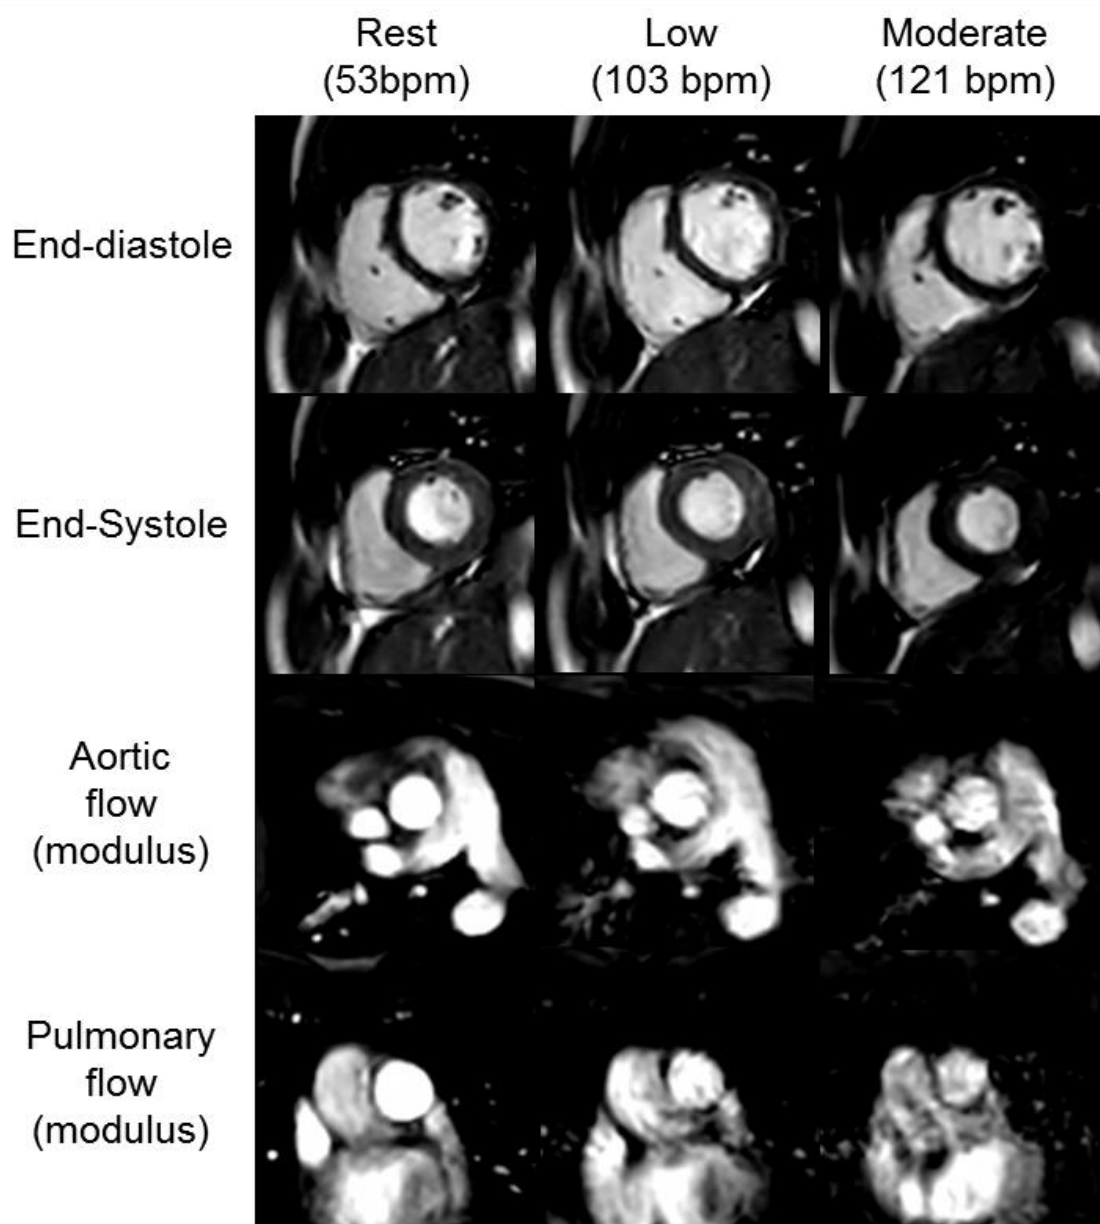 Rest
(53bpm)
Low
(103 bpm)
Moderate
(121 bpm)
End-diastole
End-Systole
Aortic
flow
(modulus)
Pulmonary
flow
(modulus)